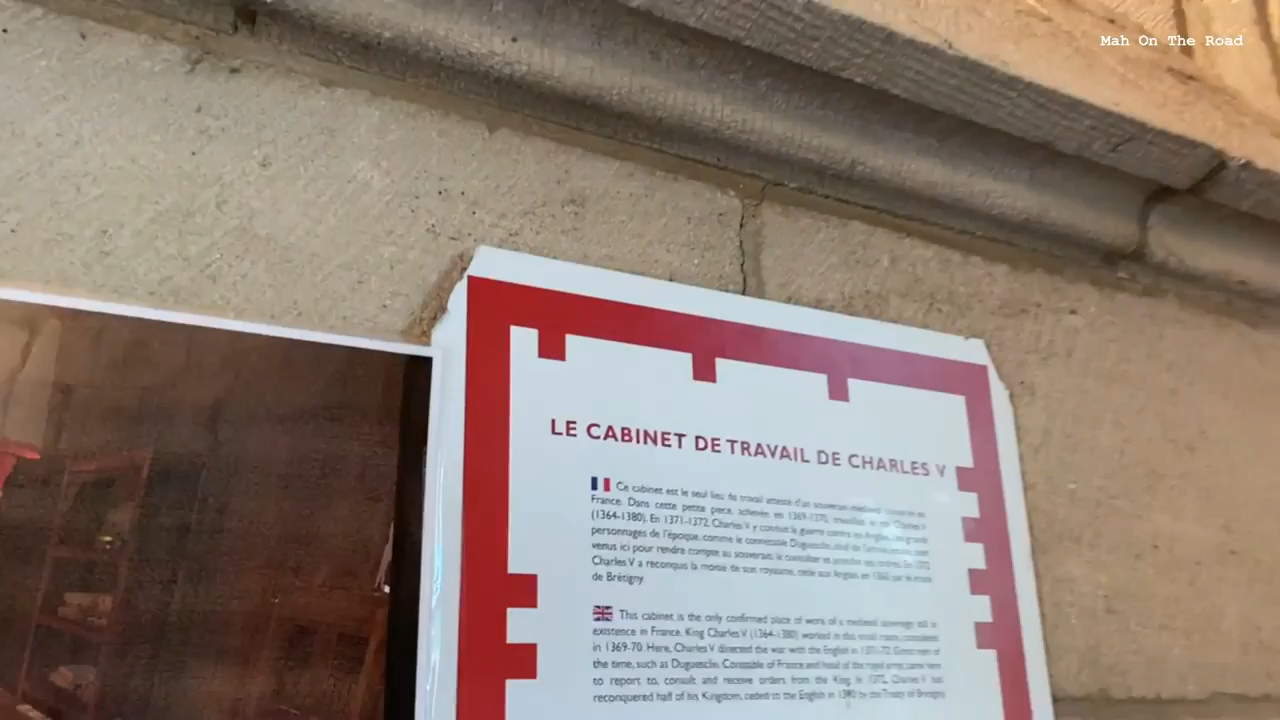 Mah On The Road
LE CABINET DE TRAVAIL DE CHARLES V
Ce cabinet est le seul lieu de travail attesté d'un souverain médiéval conservé en
France. Dans cette petite pièce, achevée en 1369-1370, travaillait le roi Charles V
(1364-1380). En 1371-1372, Charles V y conduit la guerre contre les Anglais, les grands
personnages de l'époque, comme le connétable Duguesclin, chef de l'armée royale, sont
venus ici pour rendre compte au souverain, le consulter et prendre ses ordres. En 1372,
Charles V a reconquis la moitié de son royaume, cédé aux Anglais en 1360 par le traité
de Brétigny.
This cabinet is the only confirmed place of work of a medieval sovereign still in
existence in France. King Charles V (1364-1380) worked in this small room, completed
in 1369-70. Here, Charles V directed the war with the English in 1371-72. Great men of
the time, such as Duguesclin, Constable of France and head of the royal army, came here
to report to, consult and receive orders from the King. In 1372, Charles V has
reconquered half of his Kingdom, ceded to the English in by the Treaty of Brétigny